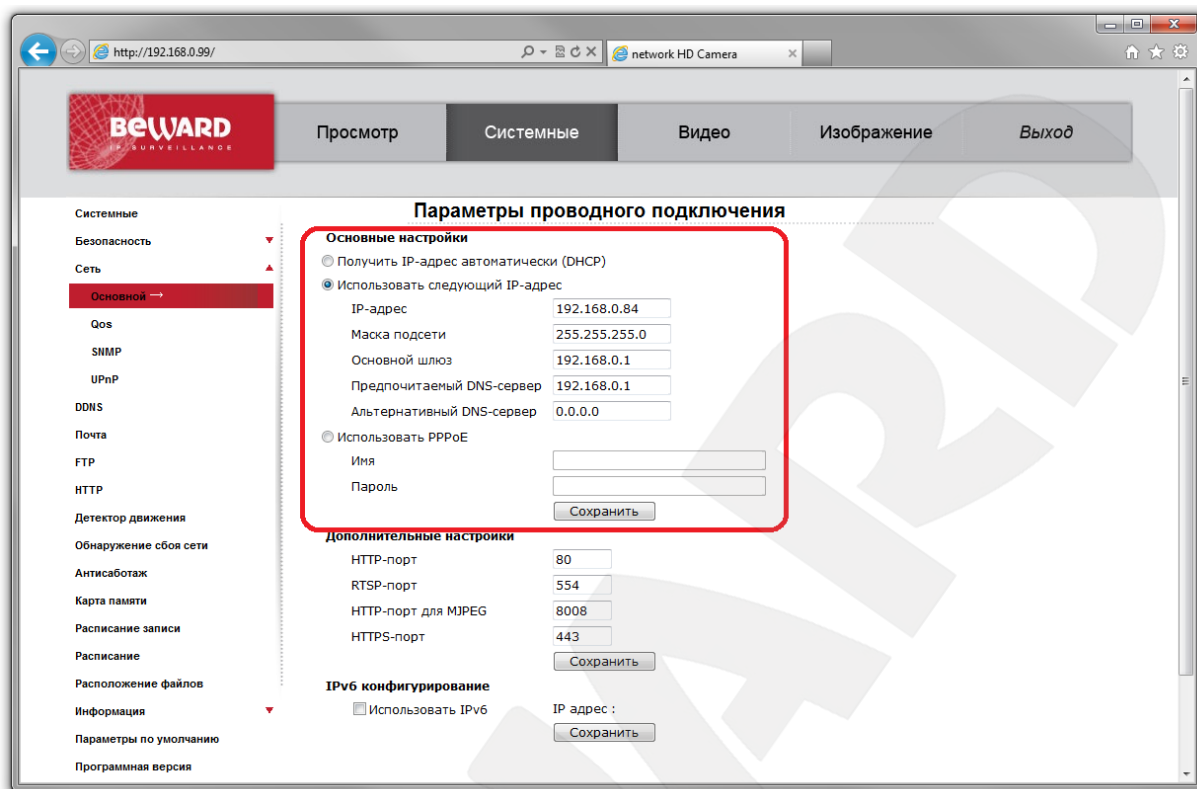 http://192.168.0.99/
network HD Camera
BEWARD
IP SURVEILLANCE
Просмотр
Системные
Видео
Изображение
Выход
Системные
Безопасность
Сеть
Основной →
Qos
SNMP
UPnP
DDNS
Почта
FTP
HTTP
Детектор движения
Обнаружение сбоя сети
Антисаботаж
Карта памяти
Расписание записи
Расписание
Расположение файлов
Информация
Параметры по умолчанию
Программная версия
Параметры проводного подключения
Основные настройки
Получить IP-адрес автоматически (DHCP)
Использовать следующий IP-адрес
IP-адрес 192.168.0.84
Маска подсети 255.255.255.0
Основной шлюз 192.168.0.1
Предпочитаемый DNS-сервер 192.168.0.1
Альтернативный DNS-сервер 0.0.0.0
Использовать PPPoE
Имя
Пароль
Сохранить
Дополнительные настройки
HTTP-порт 80
RTSP-порт 554
HTTP-порт для MJPEG 8008
HTTPS-порт 443
Сохранить
IPv6 конфигурирование
Использовать IPv6 IP адрес :
Сохранить
WARD